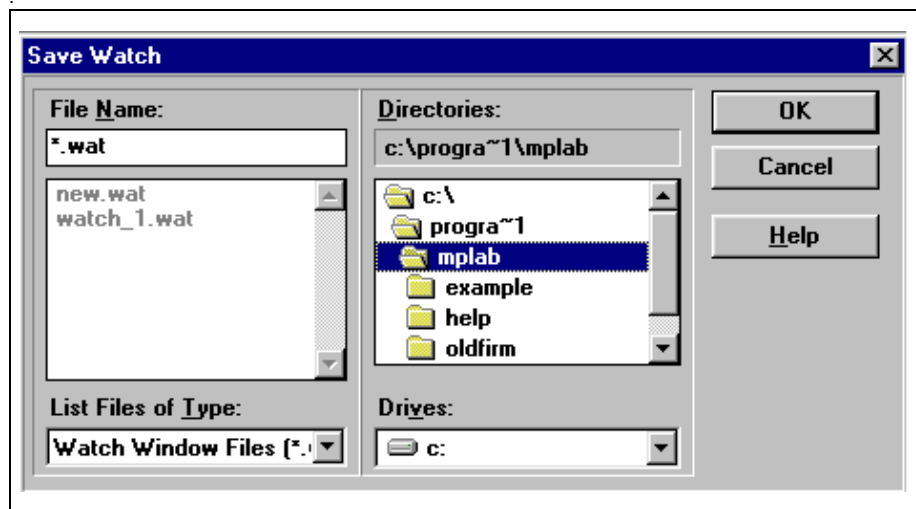 Save Watch
File Name:
*.wat
new.wat
watch_1.wat
List Files of Type:
Watch Window Files (*.
Directories:
c:\progra~1\mplab
c:\
progra~1
mplab
example
help
oldfirm
Drives:
c:
OK
Cancel
Help